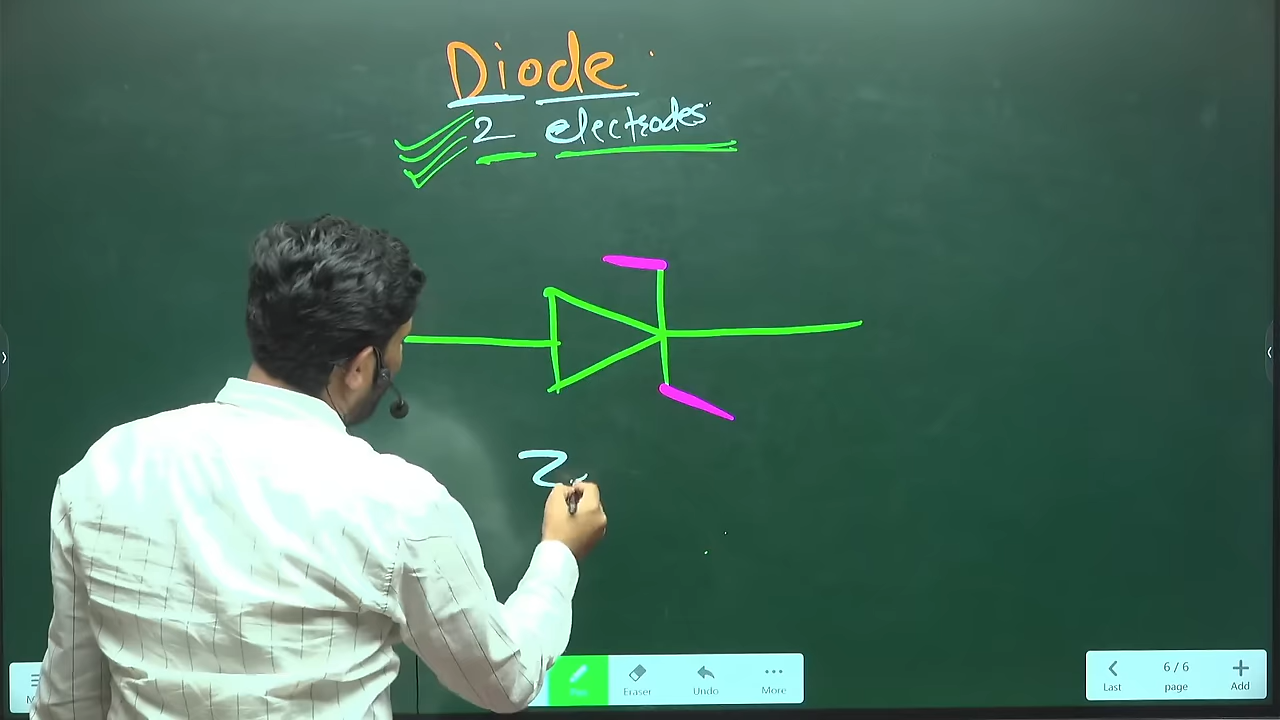 Diode
2 electrodes
Z
Eraser
Undo
More
Last
6/6
page
Add